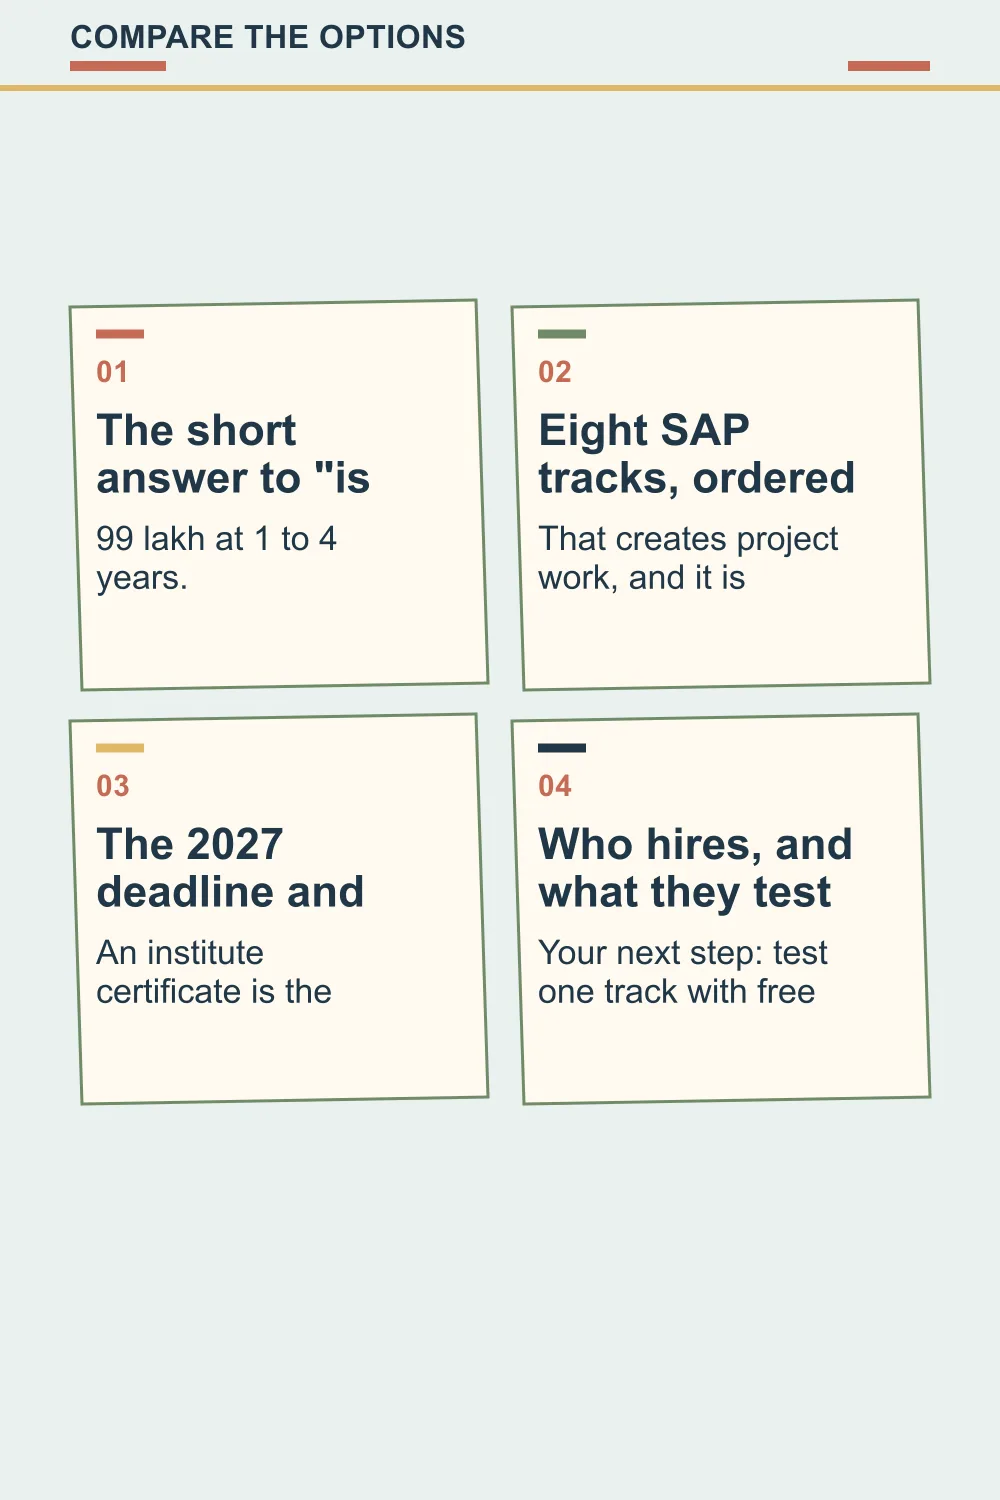 COMPARE THE OPTIONS
01
The short
answer to "is
99 lakh at 1 to 4
years.
02
Eight SAP
tracks, ordered
That creates project
work, and it is
03
The 2027
deadline and
An institute
certificate is the
04
Who hires, and
what they test
Your next step: test
one track with free